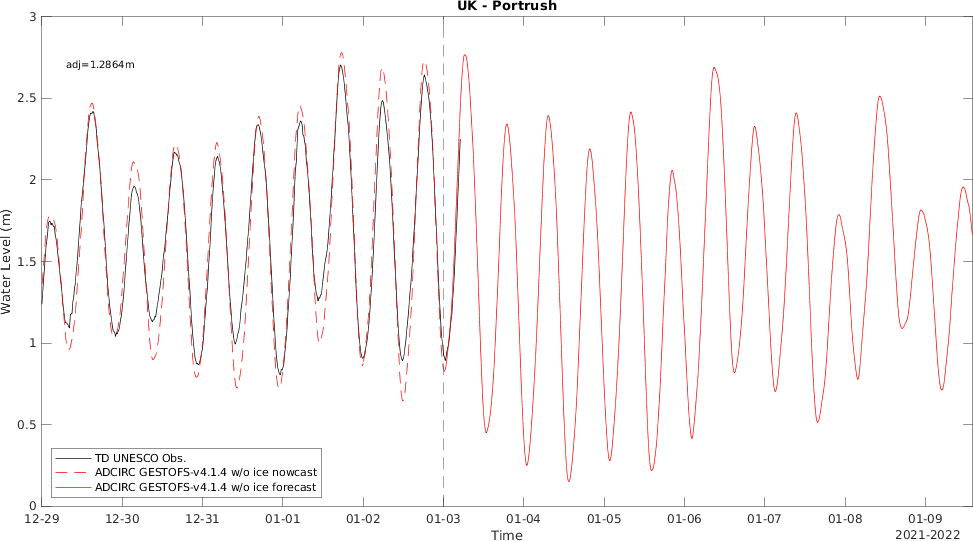 UK - Portrush
adj=1.2864m
3
2.5
2
1.5
1
0.5
0
Water Level (m)
TD UNESCO Obs.
ADCIRC GESTOFS-v4.1.4 w/o ice nowcast
ADCIRC GESTOFS-v4.1.4 w/o ice forecast
12-29 12-30 12-31 01-01 01-02 01-03 01-04 01-05 01-06 01-07 01-08 01-09
Time
2021-2022